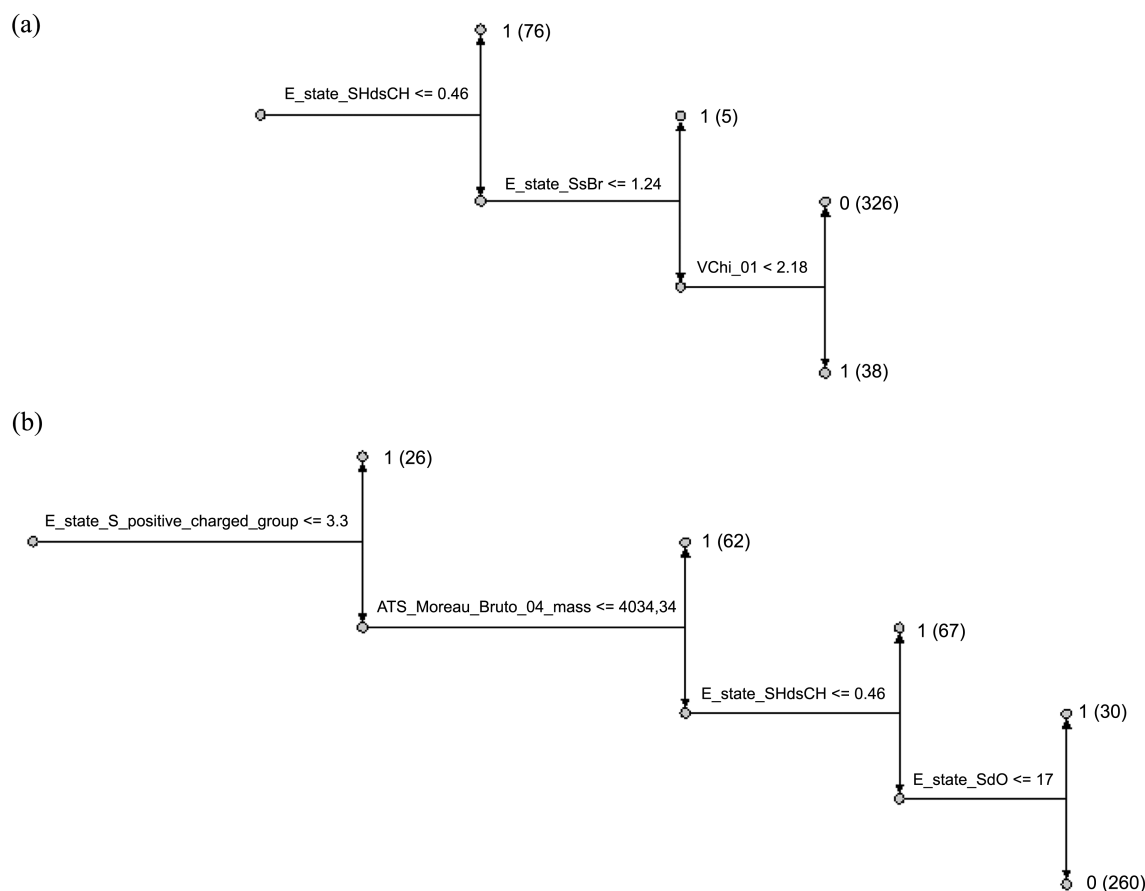 (a)
1 (76)
E_state_SHdsCH <= 0.46
1 (5)
E_state_SsBr <= 1.24
0 (326)
VChi_01 < 2.18
1 (38)
(b)
1 (26)
E_state_S_positive_charged_group <= 3.3
1 (62)
ATS_Moreau_Bruto_04_mass <= 4034,34
1 (67)
E_state_SHdsCH <= 0.46
1 (30)
E_state_SdO <= 17
0 (260)